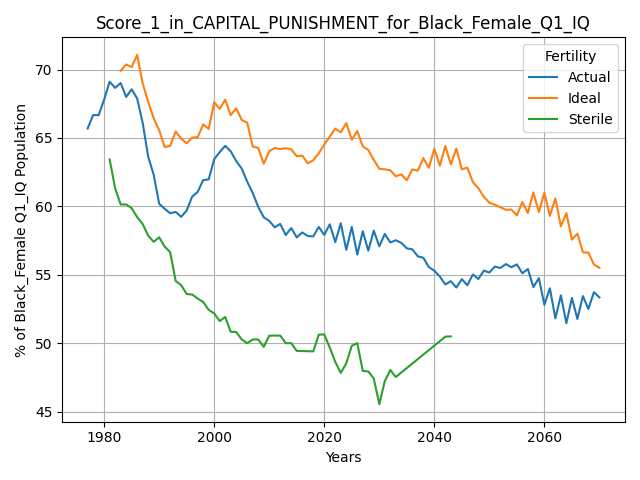 Score_1_in_CAPITAL_PUNISHMENT_for_Black_Female_Q1_IQ
% of Black_Female Q1_IQ Population
70
65
60
55
50
45
Fertility
Actual
Ideal
Sterile
1980
2000
2020
2040
2060
Years